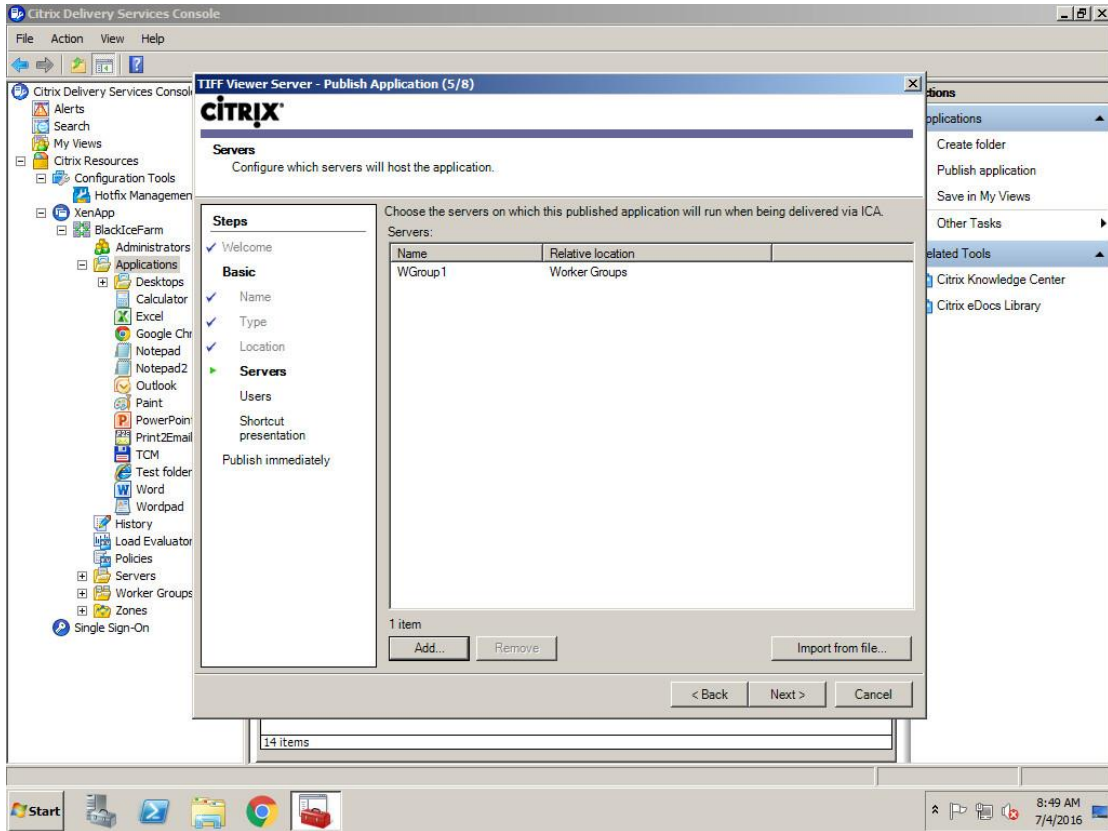 Citrix Delivery Services Console
File Action View Help
Citrix Delivery Services Consol
Alerts
Search
My Views
Citrix Resources
Configuration Tools
Hotfix Managemen
XenApp
BlackIceFarm
Administrators
Applications
Desktops
Calculator
Excel
Google Chr
Notepad
Notepad2
Outlook
Paint
PowerPoin
Print2Email
TCM
Test folder
Word
Wordpad
History
Load Evaluator
Policies
Servers
Worker Groups
Zones
Single Sign-On
TIFF Viewer Server - Publish Application (5/8)
CITRIX
Servers
Configure which servers will host the application.
Steps
Welcome
Basic
Name
Type
Location
Servers
Users
Shortcut
presentation
Publish immediately
Choose the servers on which this published application will run when being delivered via ICA.
Servers:
Name Relative location
WGroup1 Worker Groups
1 item
Add... Remove Import from file...
< Back Next > Cancel
14 items
ctions
pplications
Create folder
Publish application
Save in My Views
Other Tasks
elated Tools
Citrix Knowledge Center
Citrix eDocs Library
Start
8:49 AM
7/4/2016